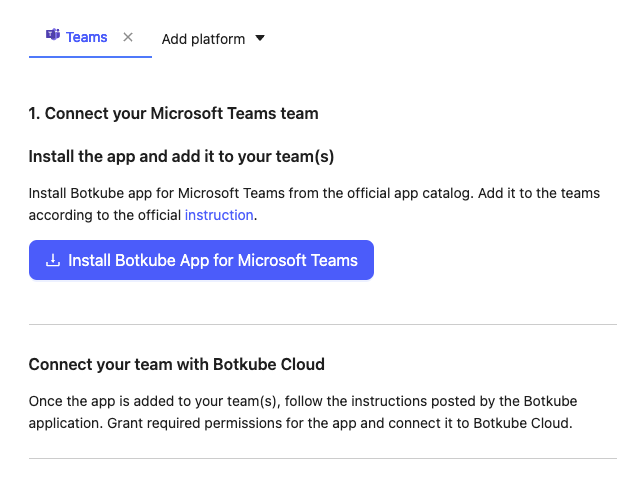 Teams
Add platform
1. Connect your Microsoft Teams team
Install the app and add it to your team(s)
Install Botkube app for Microsoft Teams from the official app catalog. Add it to the teams
according to the official instruction.
Install Botkube App for Microsoft Teams
Connect your team with Botkube Cloud
Once the app is added to your team(s), follow the instructions posted by the Botkube
application. Grant required permissions for the app and connect it to Botkube Cloud.